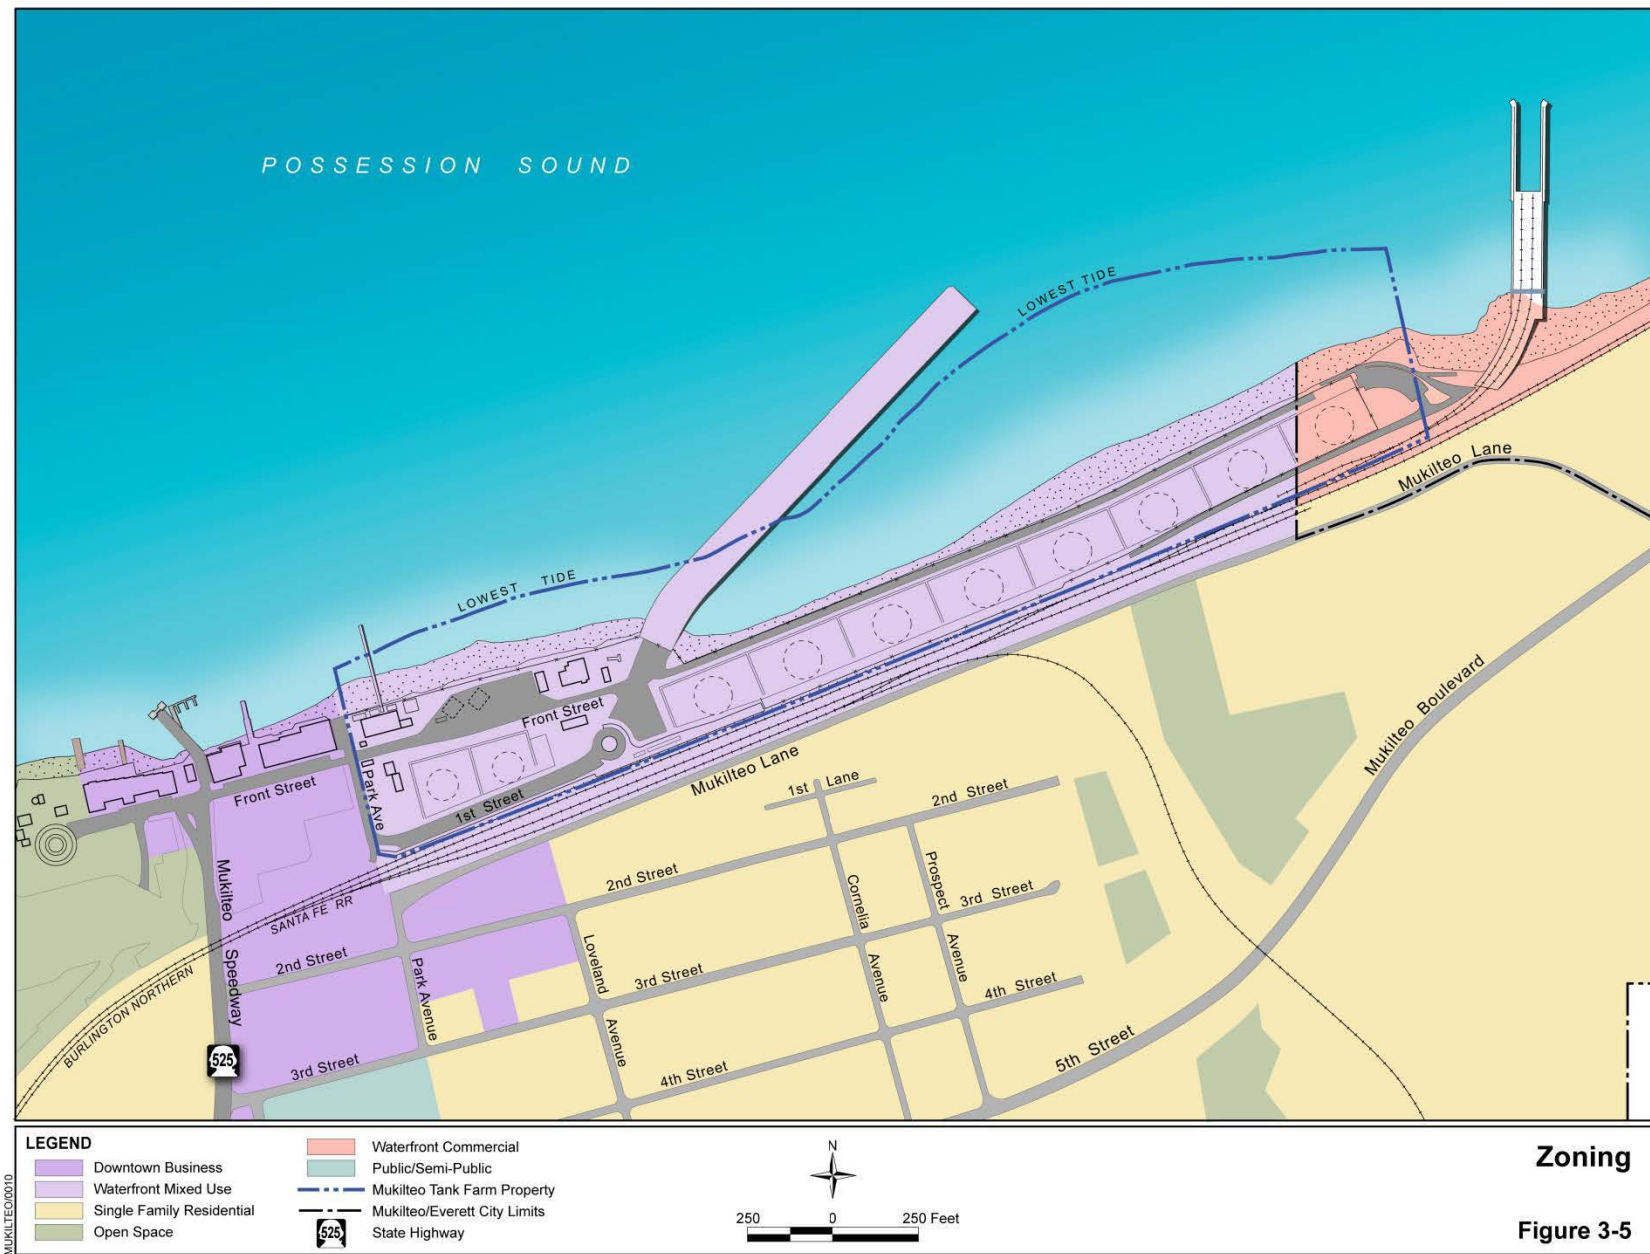 POSSESSION SOUND
LOWEST TIDE
LOWEST TIDE
Mukilteo Lane
Mukilteo Boulevard
Front Street
Front Street
Park Ave
1st Street
Mukilteo Lane
1st Lane
2nd Street
2nd Street
Prospect
Avenue
Cornelia
Avenue
3rd Street
Mukilteo
Speedway
SANTA FE RR
BURLINGTON NORTHERN
2nd Street
Park Avenue
Loveland
Avenue
3rd Street
4th Street
3rd Street
4th Street
5th Street
525
LEGEND
Downtown Business
Waterfront Mixed Use
Single Family Residential
Open Space
Waterfront Commercial
Public/Semi-Public
Mukilteo Tank Farm Property
Mukilteo/Everett City Limits
525 State Highway
N
250 0 250 Feet
Zoning
Figure 3-5
MUKILTEO/0010